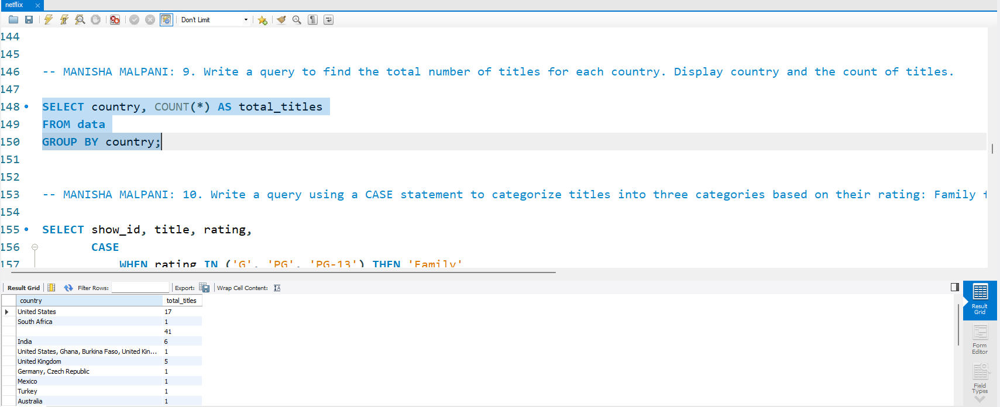 netflix
Don't Limit
144
145
146 -- MANISHA MALPANI: 9. Write a query to find the total number of titles for each country. Display country and the count of titles.
147
148 SELECT country, COUNT(*) AS total_titles
149 FROM data
150 GROUP BY country;
151
152
153 -- MANISHA MALPANI: 10. Write a query using a CASE statement to categorize titles into three categories based on their rating: Family
154
155 SELECT show_id, title, rating,
156 CASE
157 WHEN rating IN ('G', 'PG', 'PG-13') THEN 'Family'
Result Grid Filter Rows: Export: Wrap Cell Content:
country total_titles
United States 17
South Africa 1
41
India 6
United States, Ghana, Burkina Faso, United Kin... 1
United Kingdom 5
Germany, Czech Republic 1
Mexico 1
Turkey 1
Australia 1
Result
Grid
Form
Editor
Field
Types